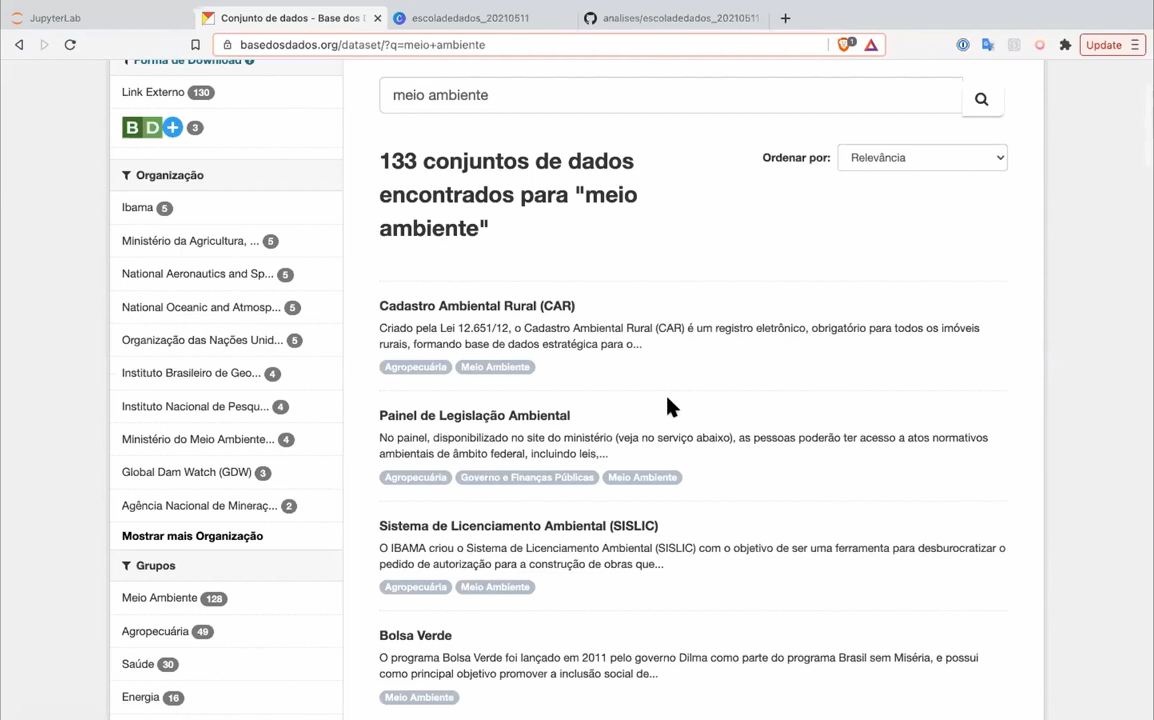 JupyterLab
Conjunto de dados - Base dos D
escoladedados_20210511
analises/escoladedados_20210511
basedosdados.org/dataset/?q=meio+ambiente
1
Update
Forma de Download
Link Externo 130
BD+ 3
Organização
Ibama 5
Ministério da Agricultura, ... 5
National Aeronautics and Sp... 5
National Oceanic and Atmosp... 5
Organização das Nações Unid... 5
Instituto Brasileiro de Geo... 4
Instituto Nacional de Pesqu... 4
Ministério do Meio Ambiente... 4
Global Dam Watch (GDW) 3
Agência Nacional de Mineraç... 2
Mostrar mais Organização
Grupos
Meio Ambiente 128
Agropecuária 49
Saúde 30
Energia 16
meio ambiente
133 conjuntos de dados
encontrados para "meio
ambiente"
Ordenar por: Relevância
Cadastro Ambiental Rural (CAR)
Criado pela Lei 12.651/12, o Cadastro Ambiental Rural (CAR) é um registro eletrônico, obrigatório para todos os imóveis
rurais, formando base de dados estratégica para o...
Agropecuária Meio Ambiente
Painel de Legislação Ambiental
No painel, disponibilizado no site do ministério (veja no serviço abaixo), as pessoas poderão ter acesso a atos normativos
ambientais de âmbito federal, incluindo leis,...
Agropecuária Governo e Finanças Públicas Meio Ambiente
Sistema de Licenciamento Ambiental (SISLIC)
O IBAMA criou o Sistema de Licenciamento Ambiental (SISLIC) com o objetivo de ser uma ferramenta para desburocratizar o
pedido de autorização para a construção de obras que...
Agropecuária Meio Ambiente
Bolsa Verde
O programa Bolsa Verde foi lançado em 2011 pelo governo Dilma como parte do programa Brasil sem Miséria, e possui
como principal objetivo promover a inclusão social de...
Meio Ambiente